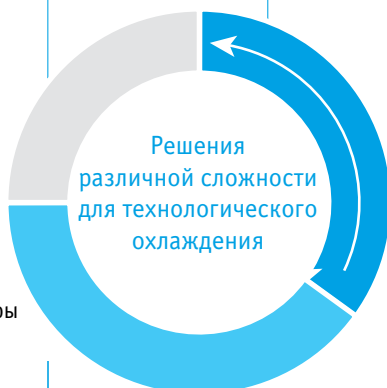 Решения
различной сложности
для технологического
охлаждения